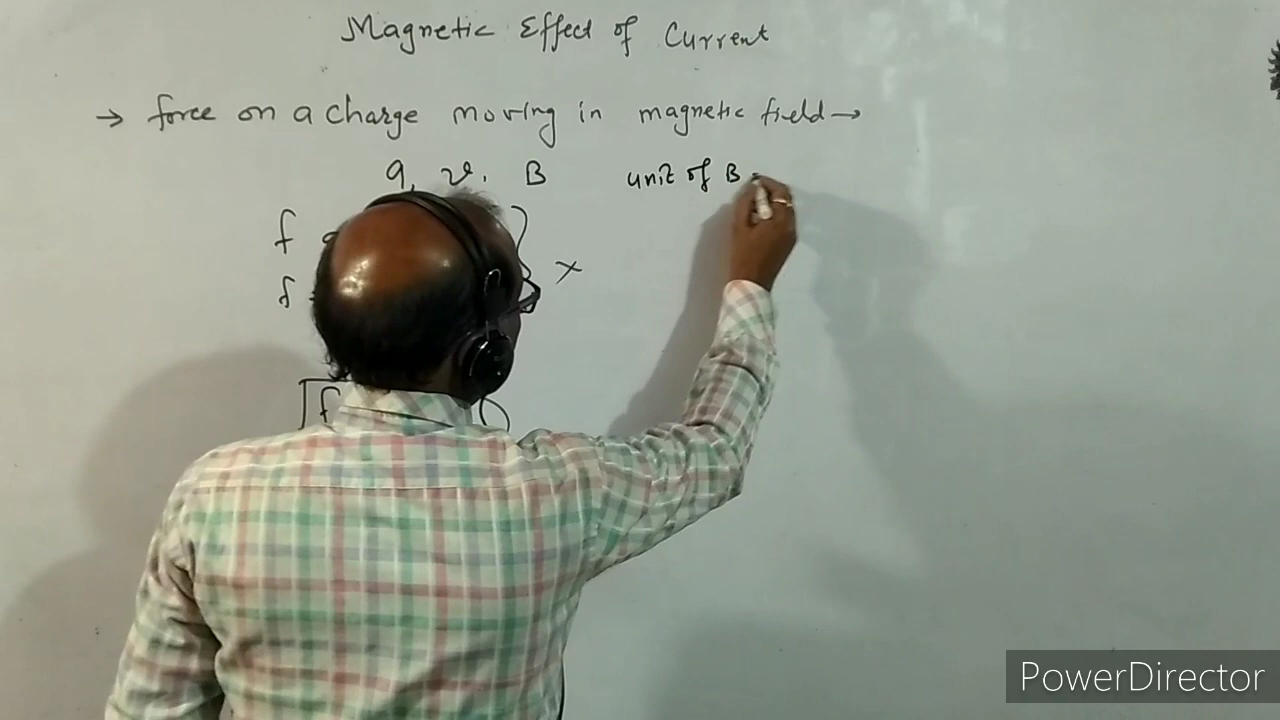 Magnetic Effect of Current
→ force on a charge moving in magnetic field →
q, v, B unit of B
f
f
} ×
f
PowerDirector